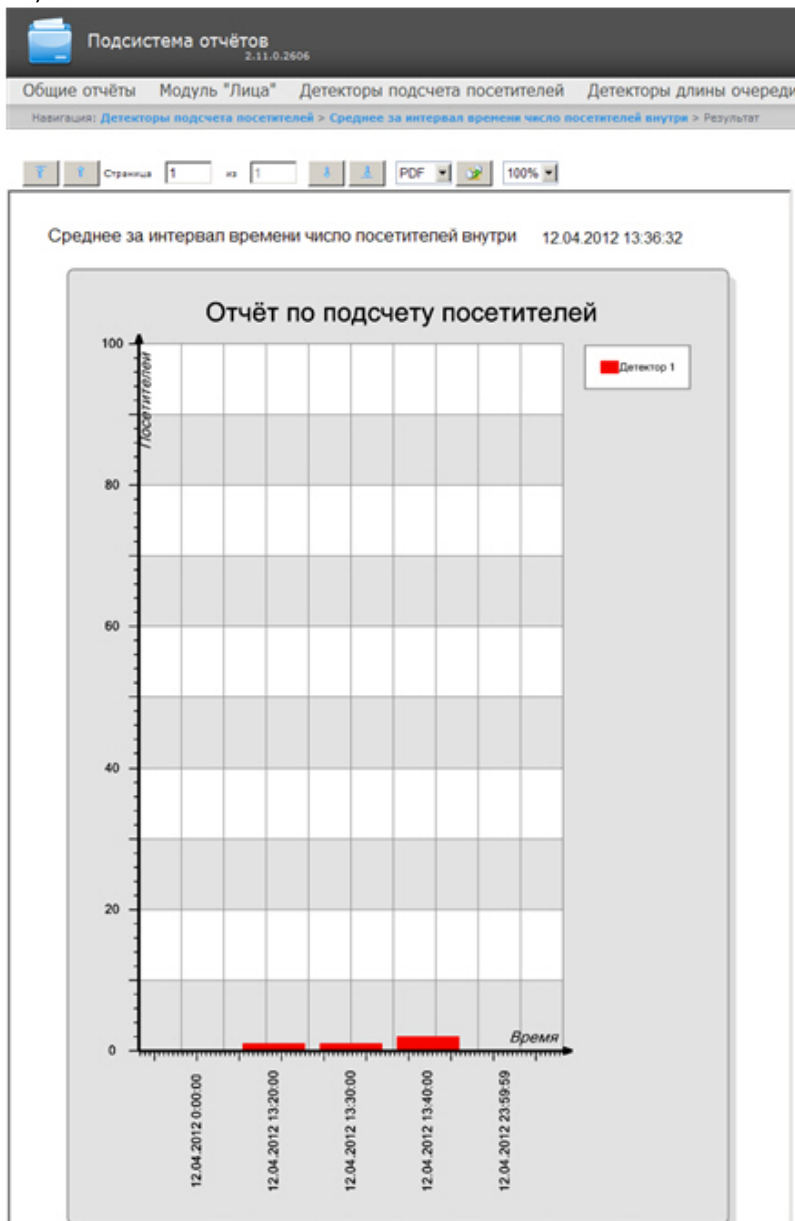 Подсистема отчётов
2.11.0.2606
Общие отчёты Модуль "Лица" Детекторы подсчета посетителей Детекторы длины очереди
Навигация: Детекторы подсчета посетителей > Среднее за интервал времени число посетителей внутри > Результат
Страница 1 из 1 PDF 100%
Среднее за интервал времени число посетителей внутри 12.04.2012 13:36:32
Отчёт по подсчету посетителей
100
Посетителей
Детектор 1
80
60
40
20
Время
0
12.04.2012 0:00:00
12.04.2012 13:20:00
12.04.2012 13:30:00
12.04.2012 13:40:00
12.04.2012 23:59:59